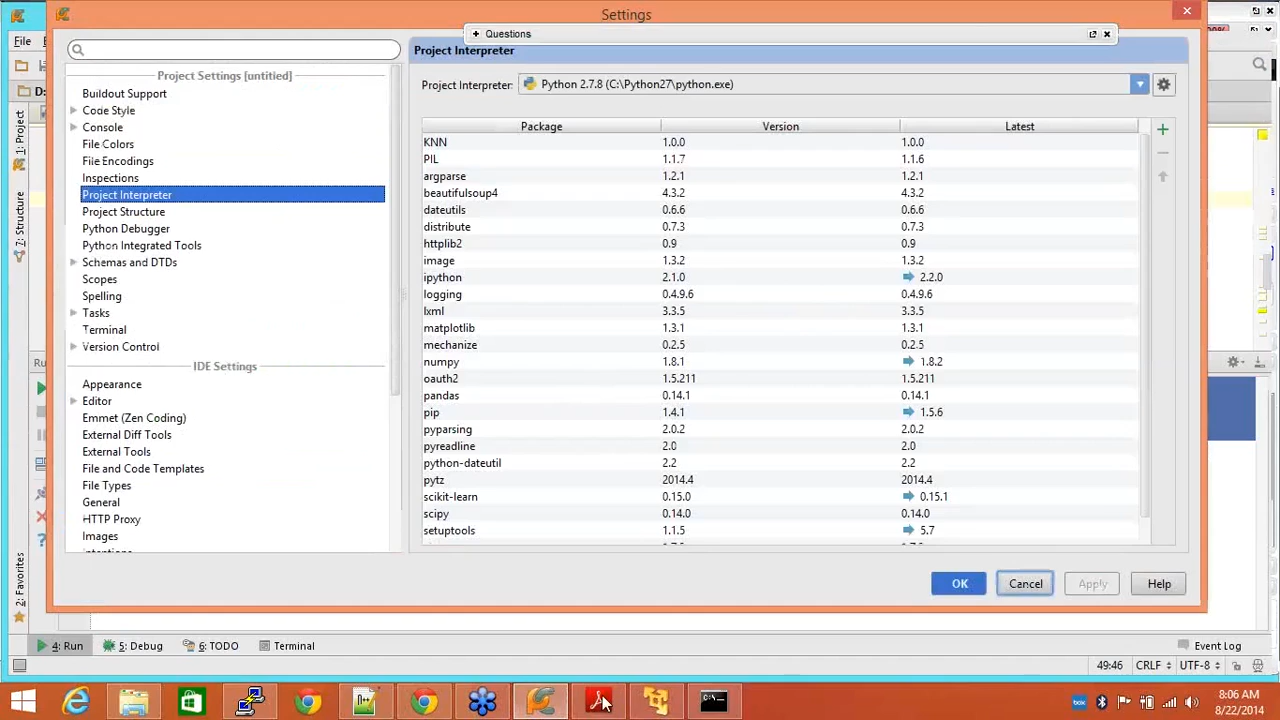 Settings
File
Questions
Project Settings [untitled]
Buildout Support
Code Style
Console
File Colors
File Encodings
Inspections
Project Interpreter
Project Structure
Python Debugger
Python Integrated Tools
Schemas and DTDs
Scopes
Spelling
Tasks
Terminal
Version Control
IDE Settings
Appearance
Editor
Emmet (Zen Coding)
External Diff Tools
External Tools
File and Code Templates
File Types
General
HTTP Proxy
Images
Intentions
Project Interpreter
Project Interpreter: Python 2.7.8 (C:\Python27\python.exe)
Package Version Latest
KNN 1.0.0 1.0.0
PIL 1.1.7 1.1.6
argparse 1.2.1 1.2.1
beautifulsoup4 4.3.2 4.3.2
dateutils 0.6.6 0.6.6
distribute 0.7.3 0.7.3
httplib2 0.9 0.9
image 1.3.2 1.3.2
ipython 2.1.0 2.2.0
logging 0.4.9.6 0.4.9.6
lxml 3.3.5 3.3.5
matplotlib 1.3.1 1.3.1
mechanize 0.2.5 0.2.5
numpy 1.8.1 1.8.2
oauth2 1.5.211 1.5.211
pandas 0.14.1 0.14.1
pip 1.4.1 1.5.6
pyparsing 2.0.2 2.0.2
pyreadline 2.0 2.0
python-dateutil 2.2 2.2
pytz 2014.4 2014.4
scikit-learn 0.15.0 0.15.1
scipy 0.14.0 0.14.0
setuptools 1.1.5 5.7
OK Cancel Apply Help
D:
1: Project
7: Structure
2: Favorites
Ru
4: Run 5: Debug 6: TODO Terminal Event Log
49:46 CRLF UTF-8
box
8:06 AM
8/22/2014